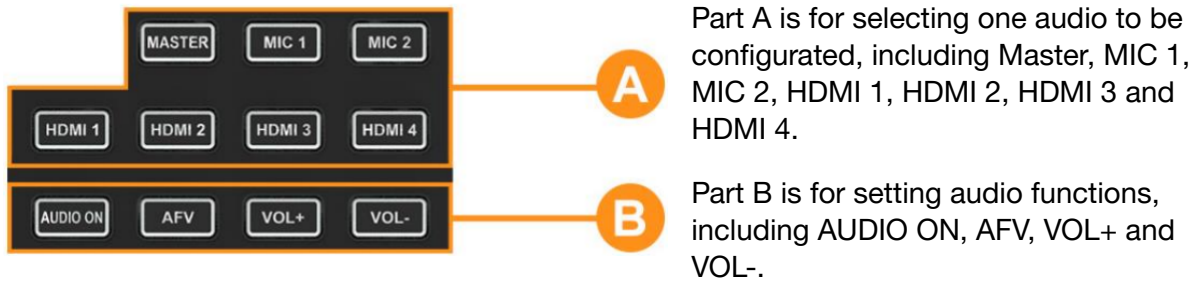 MASTER MIC 1 MIC 2
HDMI 1 HDMI 2 HDMI 3 HDMI 4
A
AUDIO ON AFV VOL+ VOL-
B
Part A is for selecting one audio to be
configurated, including Master, MIC 1,
MIC 2, HDMI 1, HDMI 2, HDMI 3 and
HDMI 4.
Part B is for setting audio functions,
including AUDIO ON, AFV, VOL+ and
VOL-.